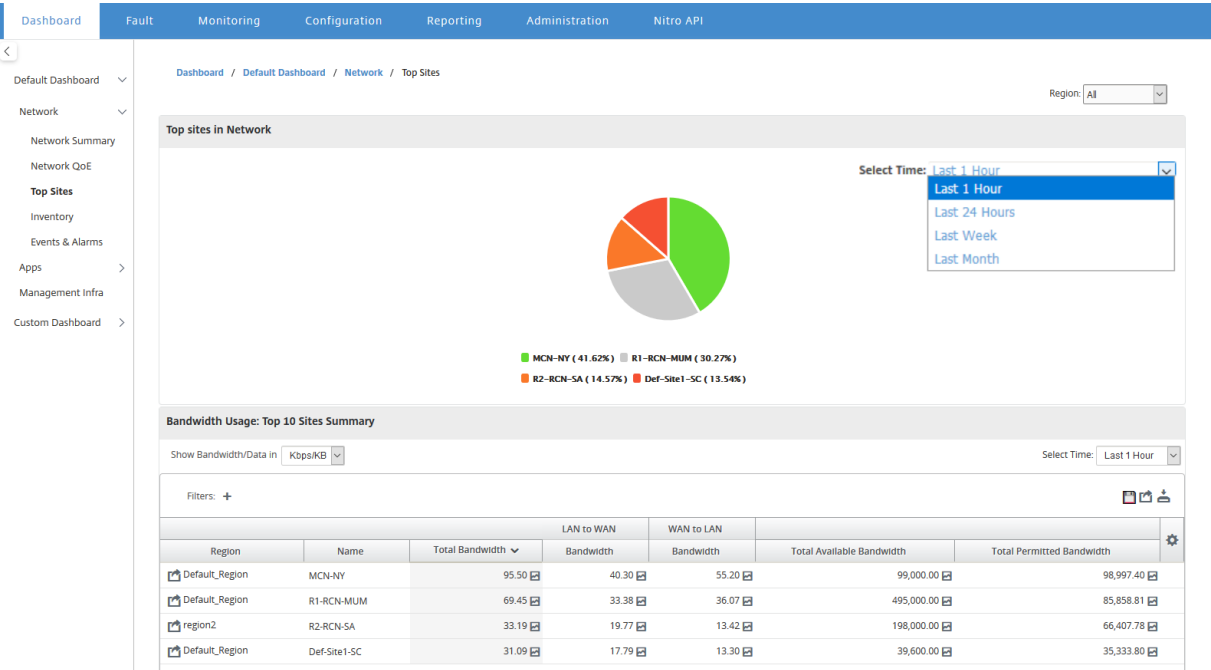 Dashboard Fault Monitoring Configuration Reporting Administration Nitro API
Default Dashboard
Network
Network Summary
Network QoE
Top Sites
Inventory
Events & Alarms
Apps
Management Infra
Custom Dashboard
Dashboard / Default Dashboard / Network / Top Sites
Region: All
Top sites in Network
Select Time: Last 1 Hour
Last 1 Hour
Last 24 Hours
Last Week
Last Month
MCN-NY ( 41.62% ) R1-RCN-MUM ( 30.27% )
R2-RCN-SA ( 14.57% ) Def-Site1-SC ( 13.54% )
Bandwidth Usage: Top 10 Sites Summary
Show Bandwidth/Data in Kbps/KB Select Time: Last 1 Hour
Filters: +
LAN to WAN WAN to LAN
Region Name Total Bandwidth Bandwidth Bandwidth Total Available Bandwidth Total Permitted Bandwidth
Default_Region MCN-NY 95.50 40.30 55.20 99,000.00 98,997.40
Default_Region R1-RCN-MUM 69.45 33.38 36.07 495,000.00 85,858.81
region2 R2-RCN-SA 33.19 19.77 13.42 198,000.00 66,407.78
Default_Region Def-Site1-SC 31.09 17.79 13.30 39,600.00 35,333.80